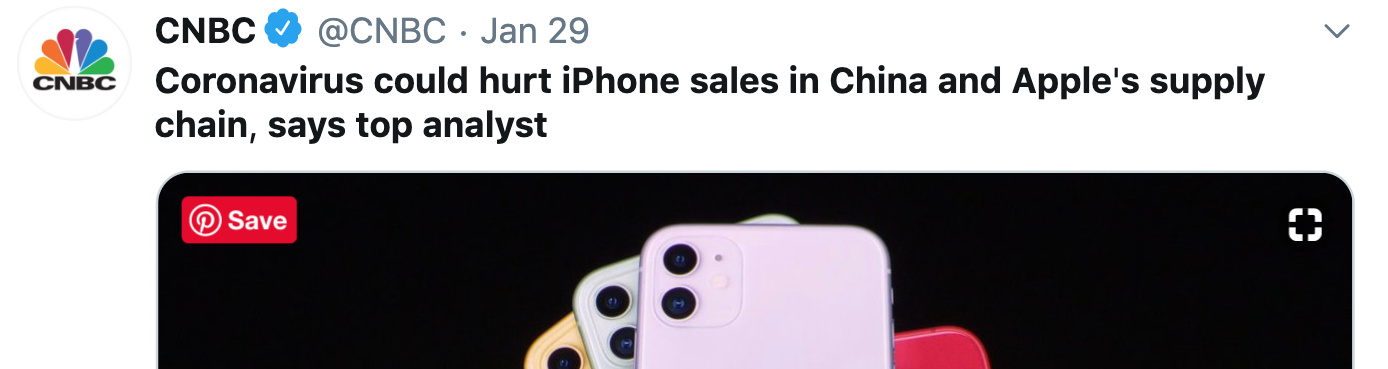 CNBC @CNBC · Jan 29
CNBC
Coronavirus could hurt iPhone sales in China and Apple's supply
chain, says top analyst
Save